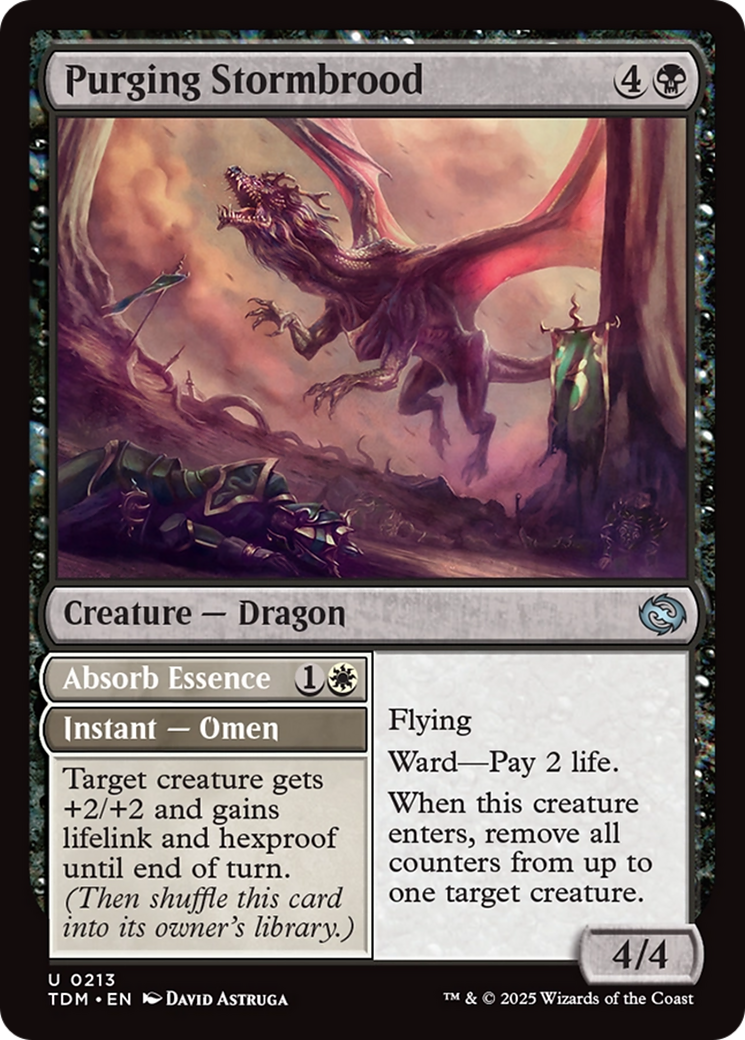 Purging Stormbrood 4
Creature — Dragon
Absorb Essence 1
Instant — Omen
Target creature gets
+2/+2 and gains
lifelink and hexproof
until end of turn.
(Then shuffle this card
into its owner's library.)
Flying
Ward—Pay 2 life.
When this creature
enters, remove all
counters from up to
one target creature.
4/4
U 0213
TDM • EN David Astruga
™ & © 2025 Wizards of the Coast